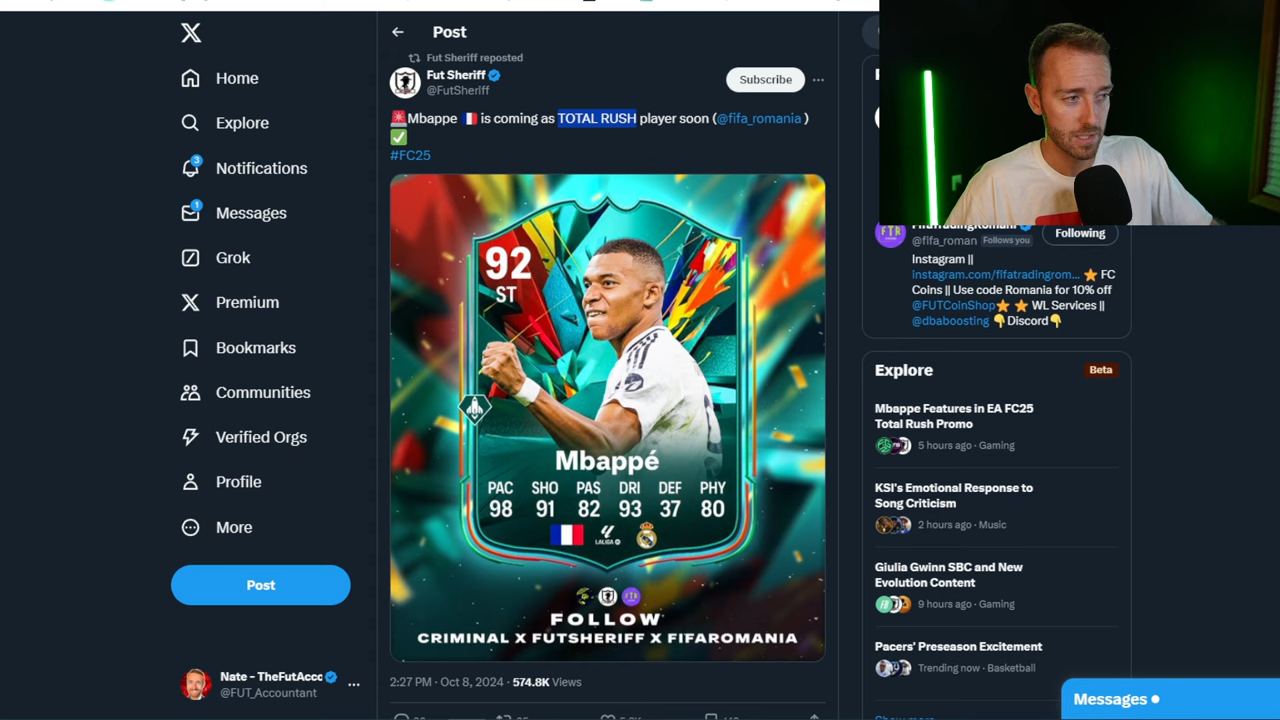 Home
Explore
Notifications
3
Messages
1
Grok
Premium
Bookmarks
Communities
Verified Orgs
Profile
More
Post
Nate - TheFutAcc
@FUT_Accountant
Post
Fut Sheriff reposted
Fut Sheriff
@FutSheriff
Subscribe
🚨Mbappe 🇫🇷 is coming as TOTAL RUSH player soon (@fifa_romania )
✅
#FC25
92
ST
Mbappé
PAC SHO PAS DRI DEF PHY
98 91 82 93 37 80
LALIGA
FTR
FOLLOW
CRIMINAL X FUTSHERIFF X FIFAROMANIA
2:27 PM · Oct 8, 2024 · 574.8K Views
FTR
@fifa_roman Follows you
Following
Instagram ||
instagram.com/fifatradingrom... ⭐ FC
Coins || Use code Romania for 10% off
@FUTCoinShop⭐ ⭐ WL Services ||
@dbaboosting 👇Discord👇
Explore
Beta
Mbappe Features in EA FC25
Total Rush Promo
5 hours ago · Gaming
KSI's Emotional Response to
Song Criticism
2 hours ago · Music
Giulia Gwinn SBC and New
Evolution Content
9 hours ago · Gaming
Pacers' Preseason Excitement
Trending now · Basketball
Messages